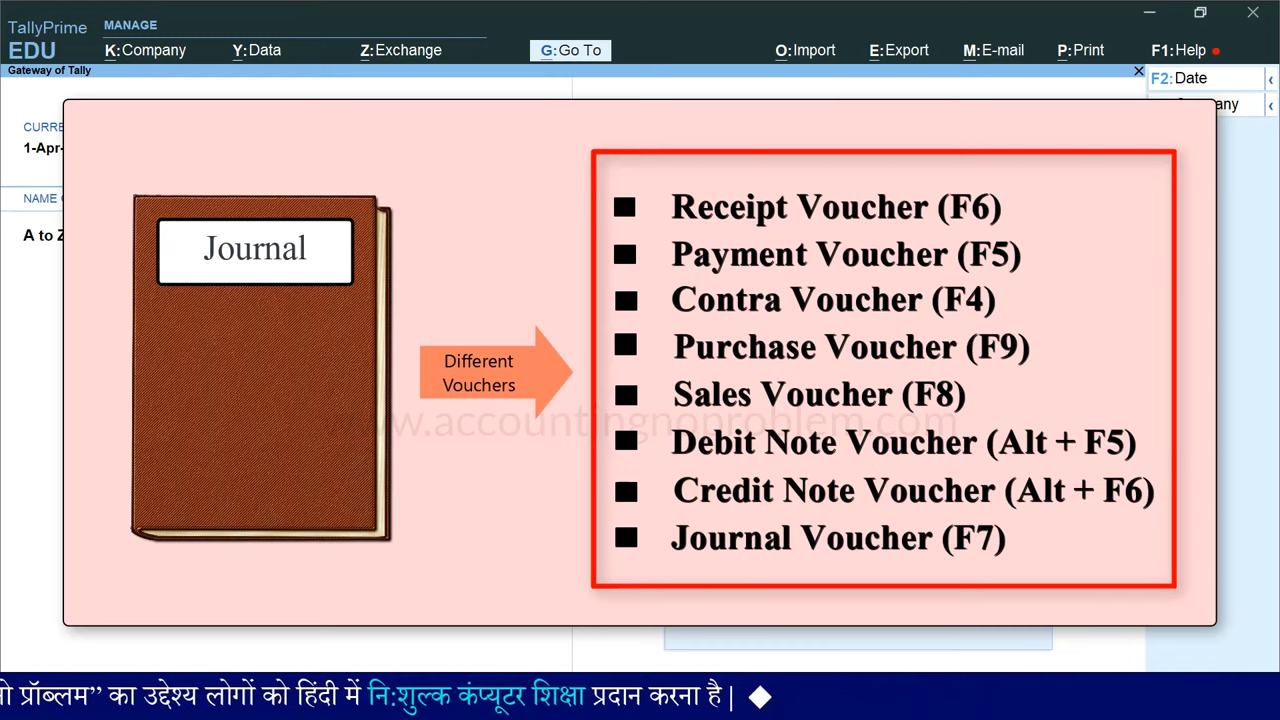 TallyPrime
EDU
MANAGE
K:Company Y:Data Z:Exchange G:Go To O:Import E:Export M:E-mail P:Print F1:Help
Gateway of Tally
F2:Date
1-Apr-
A to Z
Journal
Different
Vouchers
Receipt Voucher (F6)
Payment Voucher (F5)
Contra Voucher (F4)
Purchase Voucher (F9)
Sales Voucher (F8)
Debit Note Voucher (Alt + F5)
Credit Note Voucher (Alt + F6)
Journal Voucher (F7)
www.accountingnoproblem.com
प्रॉब्लम” का उद्देश्य लोगों को हिंदी में नि:शुल्क कंप्यूटर शिक्षा प्रदान करना है |